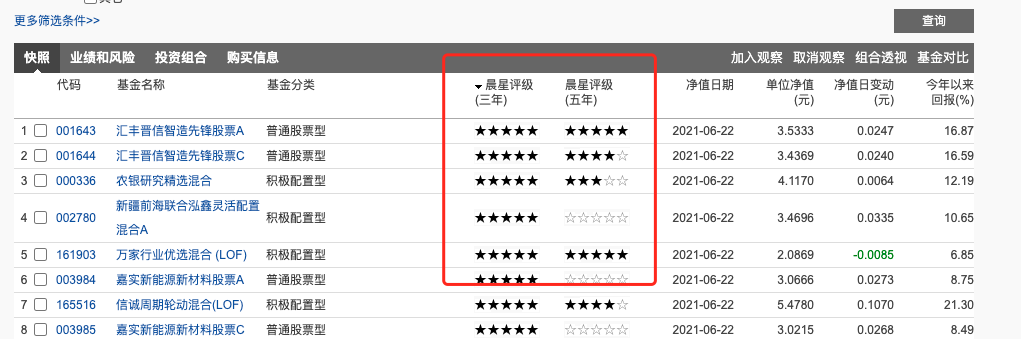 更多筛选条件>>
查询
快照 业绩和风险 投资组合 购买信息 加入观察 取消观察 组合透视 基金对比
代码 基金名称 基金分类 晨星评级 晨星评级 净值日期 单位净值 净值日变动 今年以来
(三年) (五年) (元) (元) 回报(%)
1 001643 汇丰晋信智造先锋股票A 普通股票型 ★★★★★ ★★★★★ 2021-06-22 3.5333 0.0247 16.87
2 001644 汇丰晋信智造先锋股票C 普通股票型 ★★★★★ ★★★★☆ 2021-06-22 3.4369 0.0240 16.59
3 000336 农银研究精选混合 积极配置型 ★★★★★ ★★★☆☆ 2021-06-22 4.1170 0.0064 12.19
4 002780 新疆前海联合泓鑫灵活配置 积极配置型 ★★★★★ ☆☆☆☆☆ 2021-06-22 3.4696 0.0335 10.65
混合A
5 161903 万家行业优选混合 (LOF) 积极配置型 ★★★★★ ★★★★★ 2021-06-22 2.0869 -0.0085 6.85
6 003984 嘉实新能源新材料股票A 普通股票型 ★★★★★ ☆☆☆☆☆ 2021-06-22 3.0666 0.0273 8.75
7 165516 信诚周期轮动混合(LOF) 积极配置型 ★★★★★ ★★★★☆ 2021-06-22 5.4780 0.1070 21.30
8 003985 嘉实新能源新材料股票C 普通股票型 ★★★★★ ☆☆☆☆☆ 2021-06-22 3.0215 0.0268 8.49